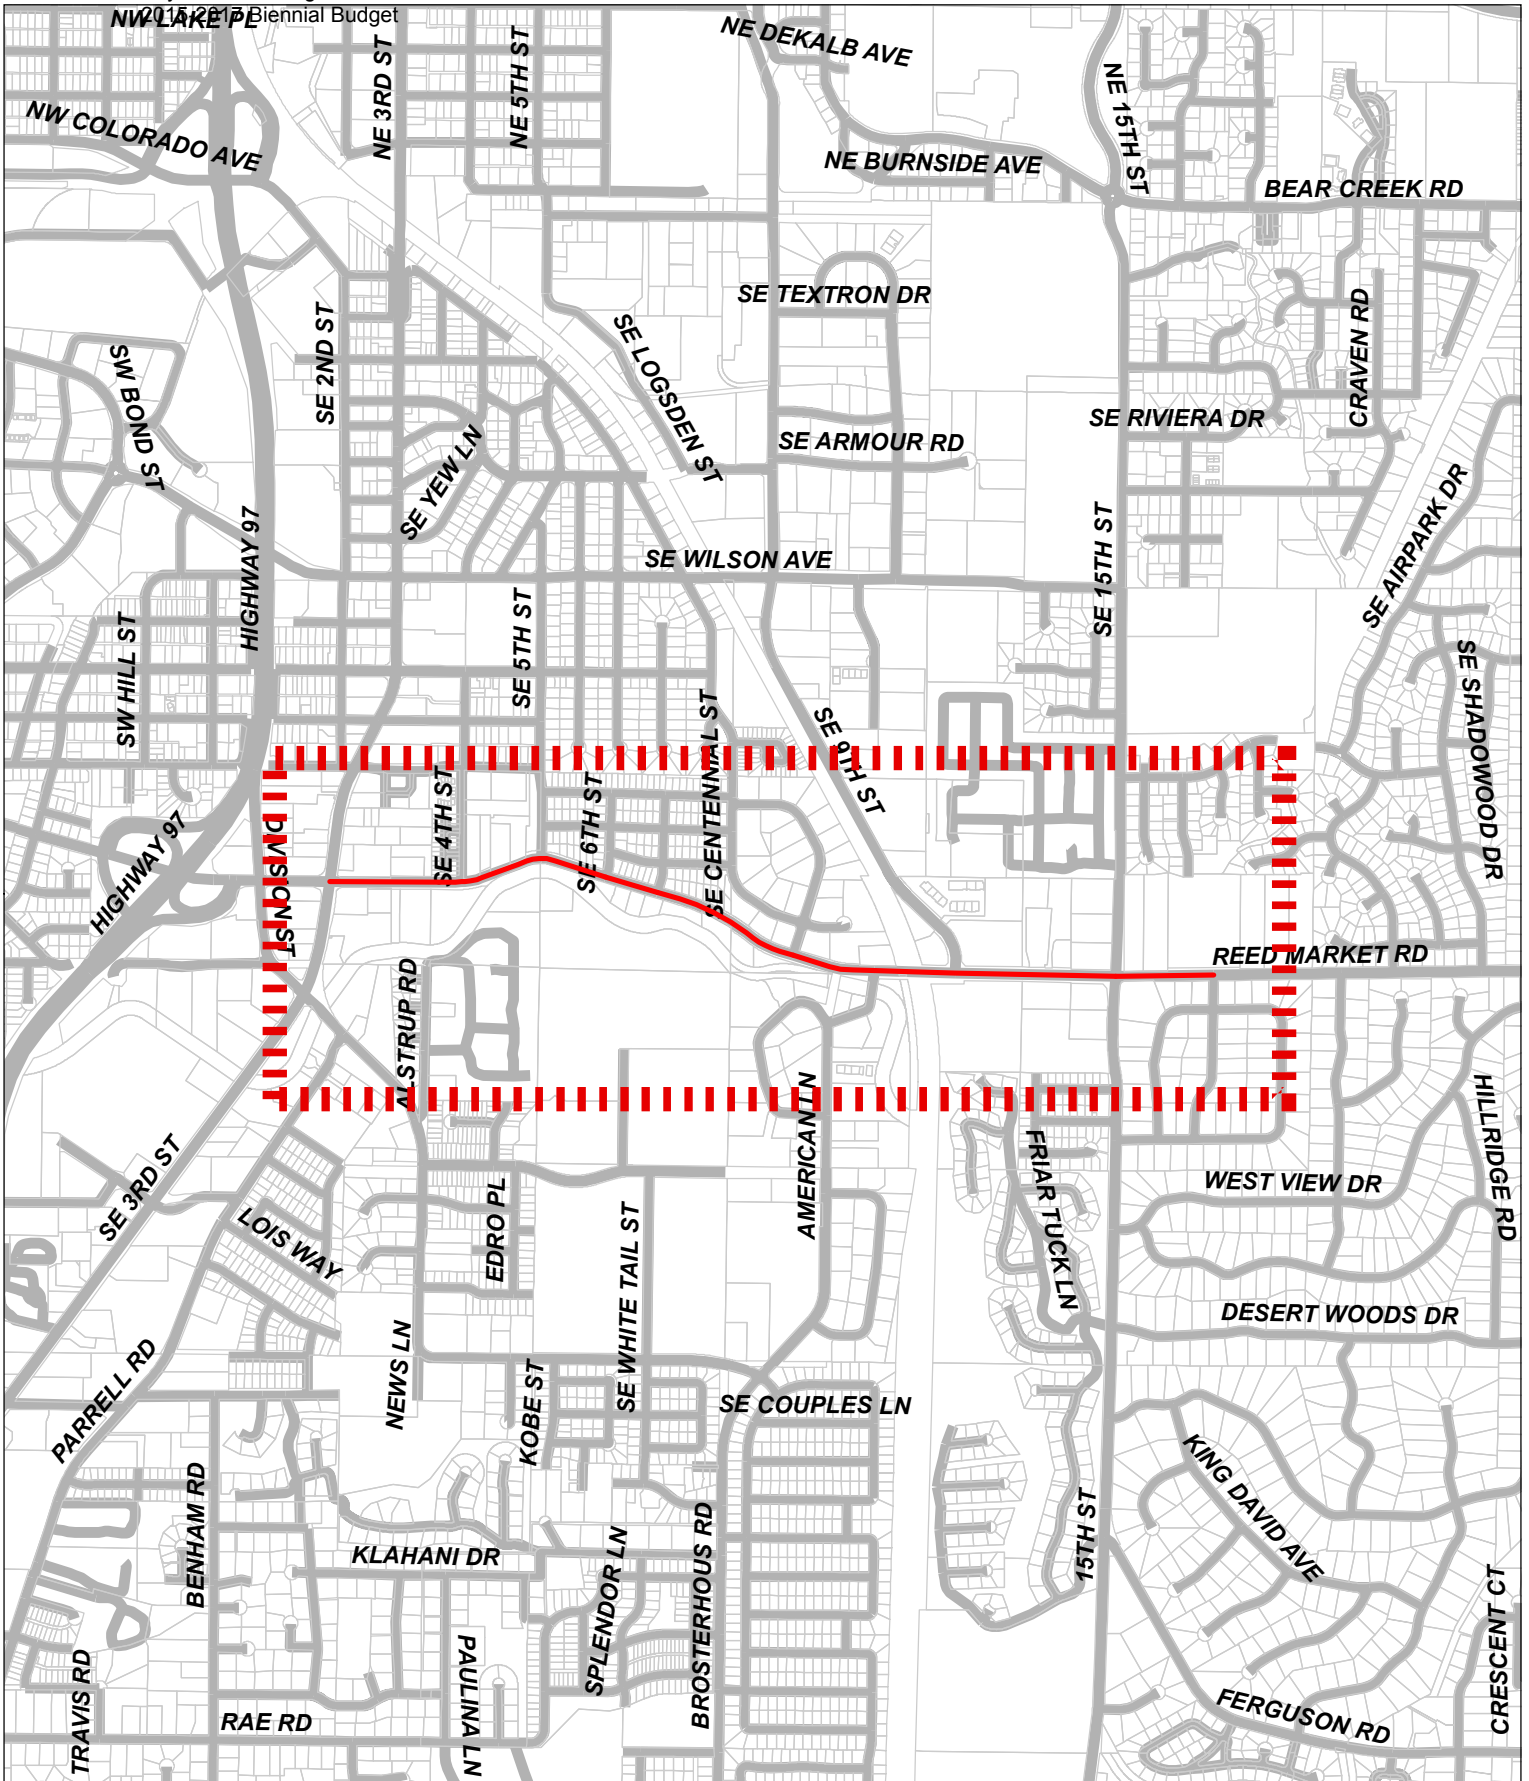 2015-2017 Biennial Budget
NW LAKE PL
NE 3RD ST
NE 5TH ST
NE DEKALB AVE
NE 15TH ST
NW COLORADO AVE
NE BURNSIDE AVE
BEAR CREEK RD
SE TEXTRON DR
SE 2ND ST
SE LOGSDEN ST
CRAVEN RD
SW BOND ST
SE RIVIERA DR
SE ARMOUR RD
SE YEW LN
SE AIRPARK DR
HIGHWAY 97
SE 15TH ST
SE WILSON AVE
SE 5TH ST
SW HILL ST
SE SHADOWOOD DR
SE CENTENNIAL ST
SE 9TH ST
SE 4TH ST
SE 6TH ST
HIGHWAY 97
DIVISION ST
REED MARKET RD
ALSTRUP RD
AMERICAN LN
HILLRIDGE RD
SE 3RD ST
FRIAR TUCK LN
WEST VIEW DR
EDRO PL
LOIS WAY
SE WHITE TAIL ST
DESERT WOODS DR
NEWS LN
PARRELL RD
KOBE ST
SE COUPLES LN
KING DAVID AVE
BENHAM RD
15TH ST
BROSTERHOUS RD
KLAHANI DR
SPLENDOR LN
CRESCENT CT
TRAVIS RD
PAULINA LN
RAE RD
FERGUSON RD